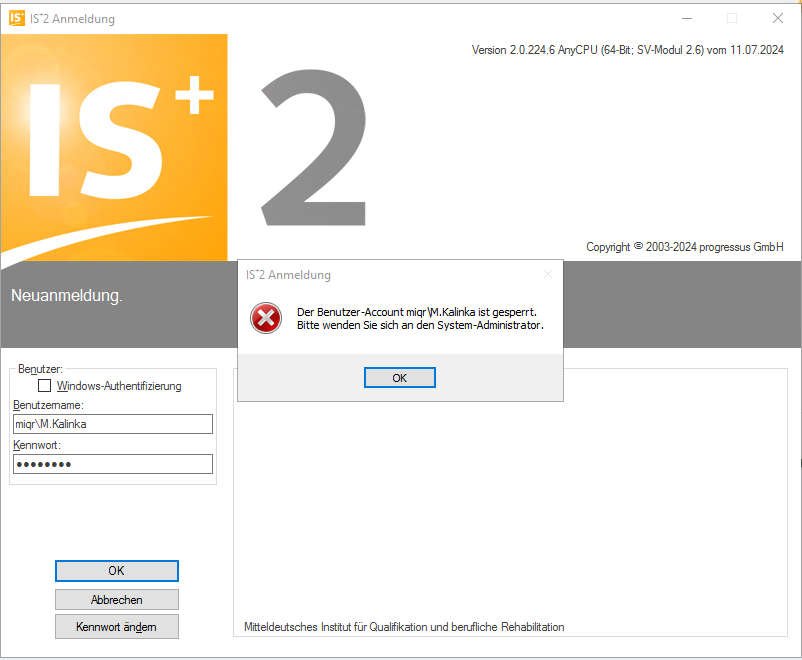 IS⁺2 Anmeldung
Version 2.0.224.6 AnyCPU (64-Bit; SV-Modul 2.6) vom 11.07.2024
IS+
2
Copyright © 2003-2024 progressus GmbH
Neuanmeldung.
IS⁺2 Anmeldung
Der Benutzer-Account miqr\M.Kalinka ist gesperrt.
Bitte wenden Sie sich an den System-Administrator.
OK
Benutzer:
Windows-Authentifizierung
Benutzername:
miqr\M.Kalinka
Kennwort:
●●●●●●●●
OK
Abbrechen
Kennwort ändern
Mitteldeutsches Institut für Qualifikation und berufliche Rehabilitation